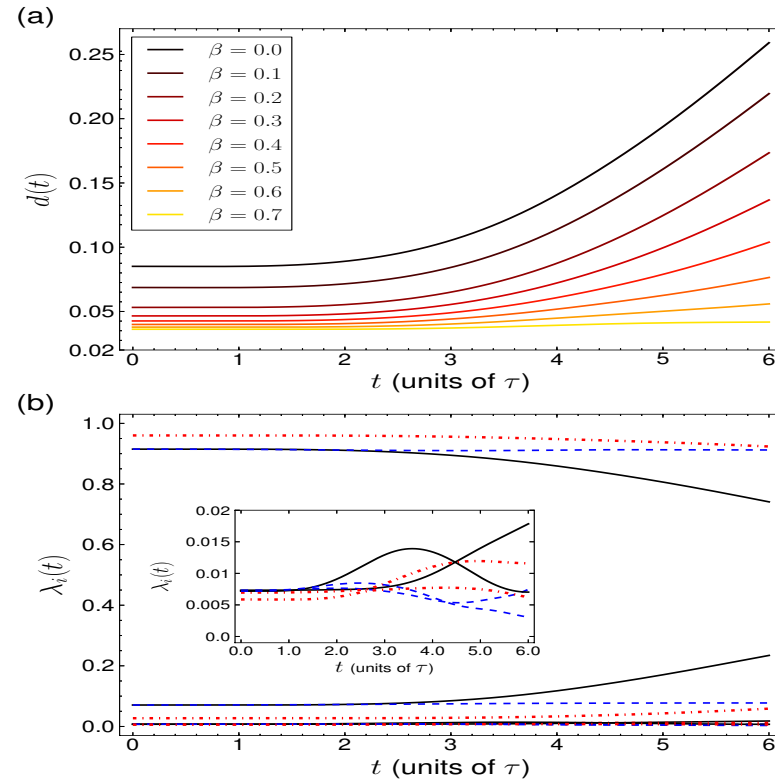 (a)
0.25
0.20
0.15
0.10
0.05
0.02
d(t)
β = 0.0
β = 0.1
β = 0.2
β = 0.3
β = 0.4
β = 0.5
β = 0.6
β = 0.7
0 1 2 3 4 5 6
t (units of τ)
(b)
1.0
0.8
0.6
0.4
0.2
0.0
λi(t)
0.02
0.015
0.01
0.005
0.0
λi(t)
0.0 1.0 2.0 3.0 4.0 5.0 6.0
t (units of τ)
0 1 2 3 4 5 6
t (units of τ)